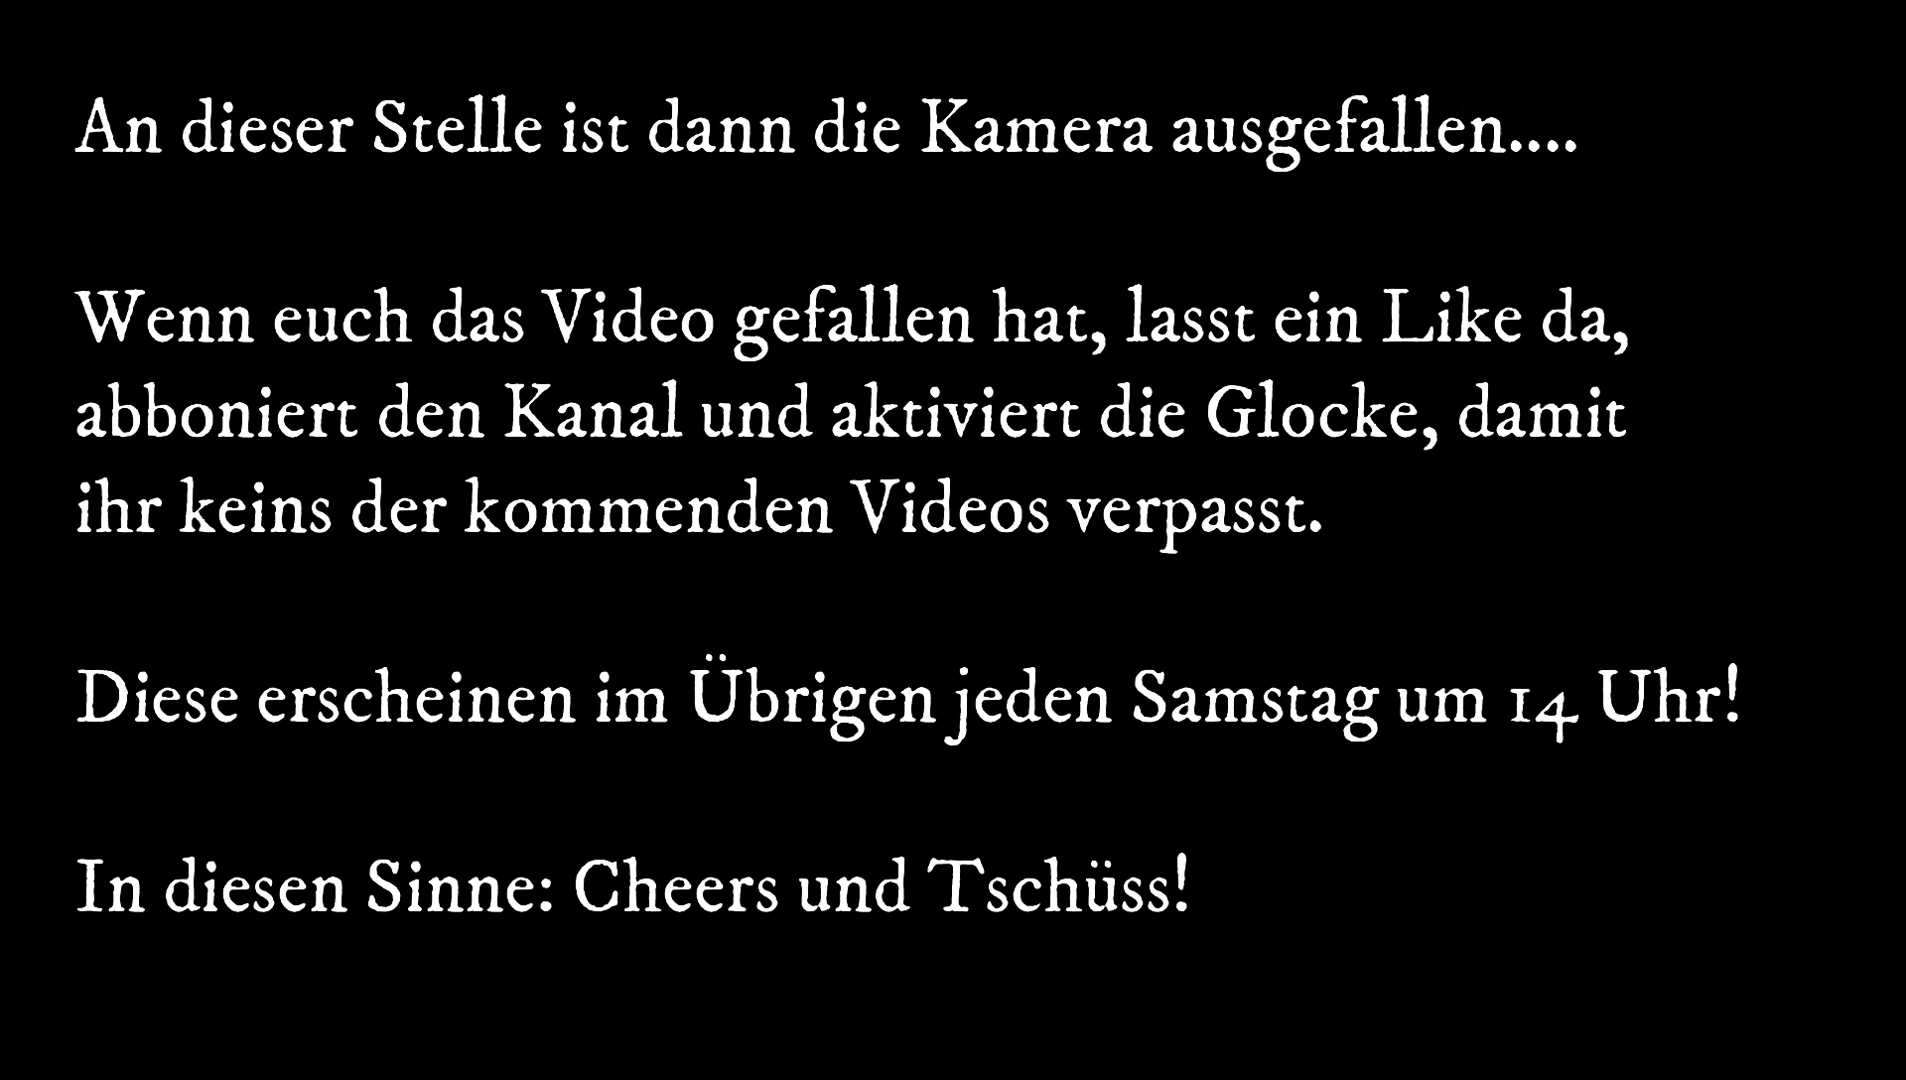 An dieser Stelle ist dann die Kamera ausgefallen....
Wenn euch das Video gefallen hat, lasst ein Like da,
abboniert den Kanal und aktiviert die Glocke, damit
ihr keins der kommenden Videos verpasst.
Diese erscheinen im Übrigen jeden Samstag um 14 Uhr!
In diesen Sinne: Cheers und Tschüss!